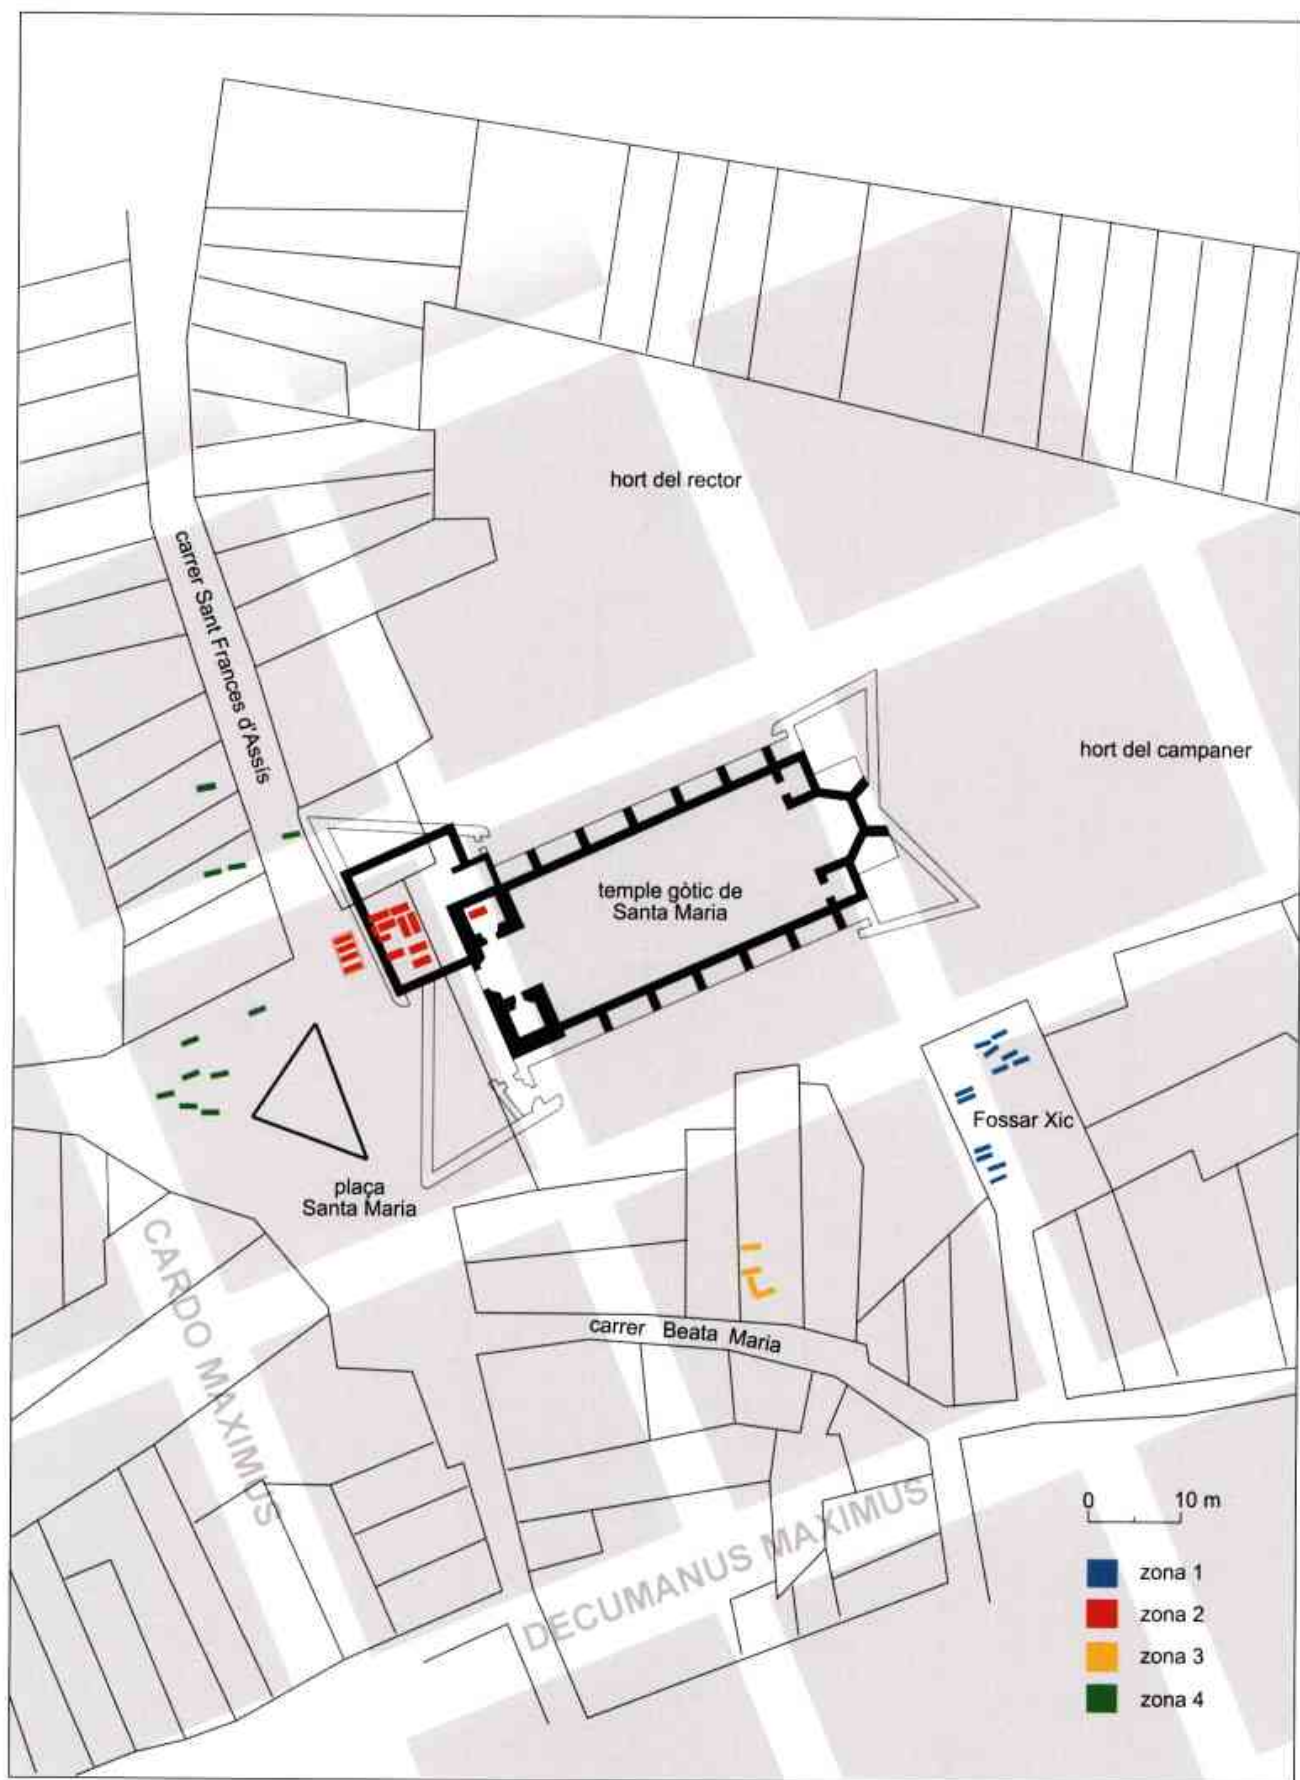 hort del rector
carrer Sant Frances d'Assís
hort del campaner
temple gòtic de
Santa Maria
Fossar Xic
plaça
Santa Maria
CARDO MAXIMUS
carrer Beata Maria
DECUMANUS MAXIMUS
0 10 m
zona 1
zona 2
zona 3
zona 4